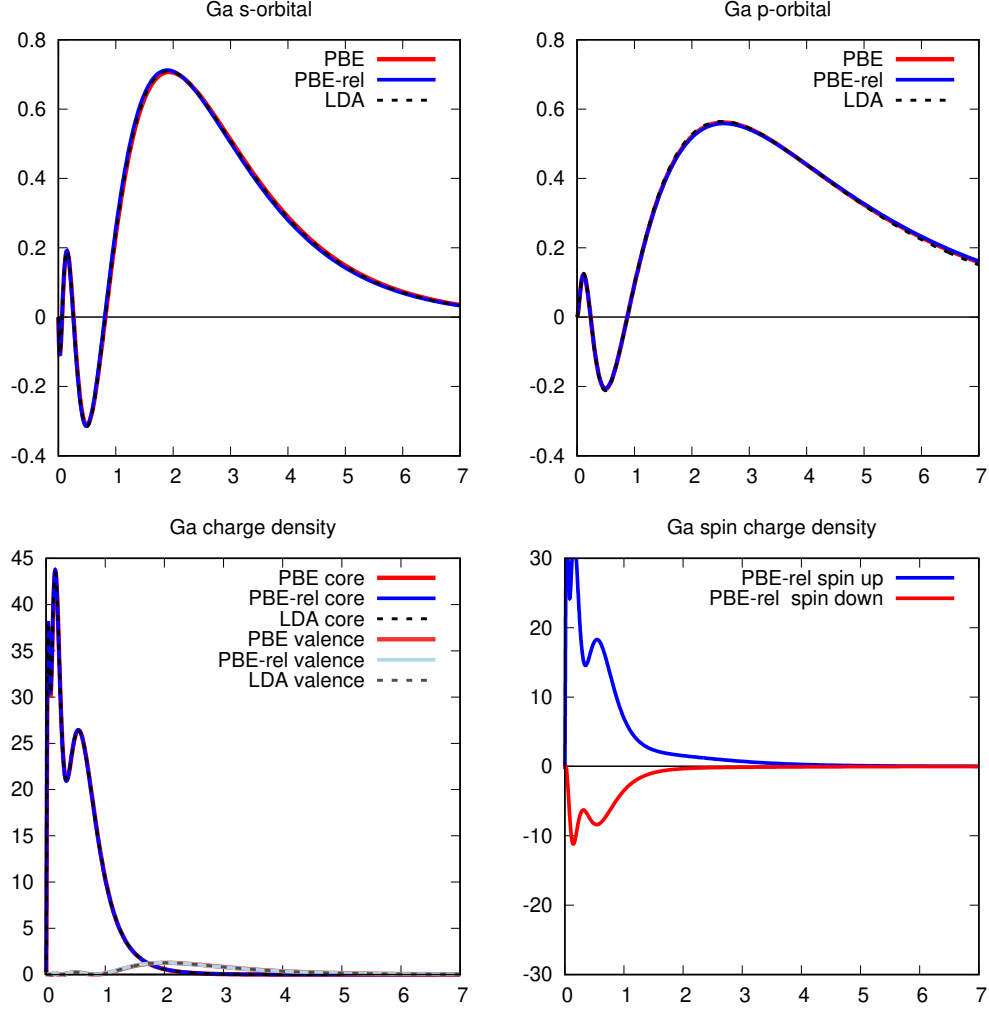 Ga s-orbital
0.8
0.6
0.4
0.2
0
-0.2
-0.4
0 1 2 3 4 5 6 7
PBE
PBE-rel
LDA
Ga p-orbital
0.8
0.6
0.4
0.2
0
-0.2
-0.4
0 1 2 3 4 5 6 7
PBE
PBE-rel
LDA
Ga charge density
45
40
35
30
25
20
15
10
5
0
0 1 2 3 4 5 6 7
PBE core
PBE-rel core
LDA core
PBE valence
PBE-rel valence
LDA valence
Ga spin charge density
30
20
10
0
-10
-20
-30
0 1 2 3 4 5 6 7
PBE-rel spin up
PBE-rel spin down